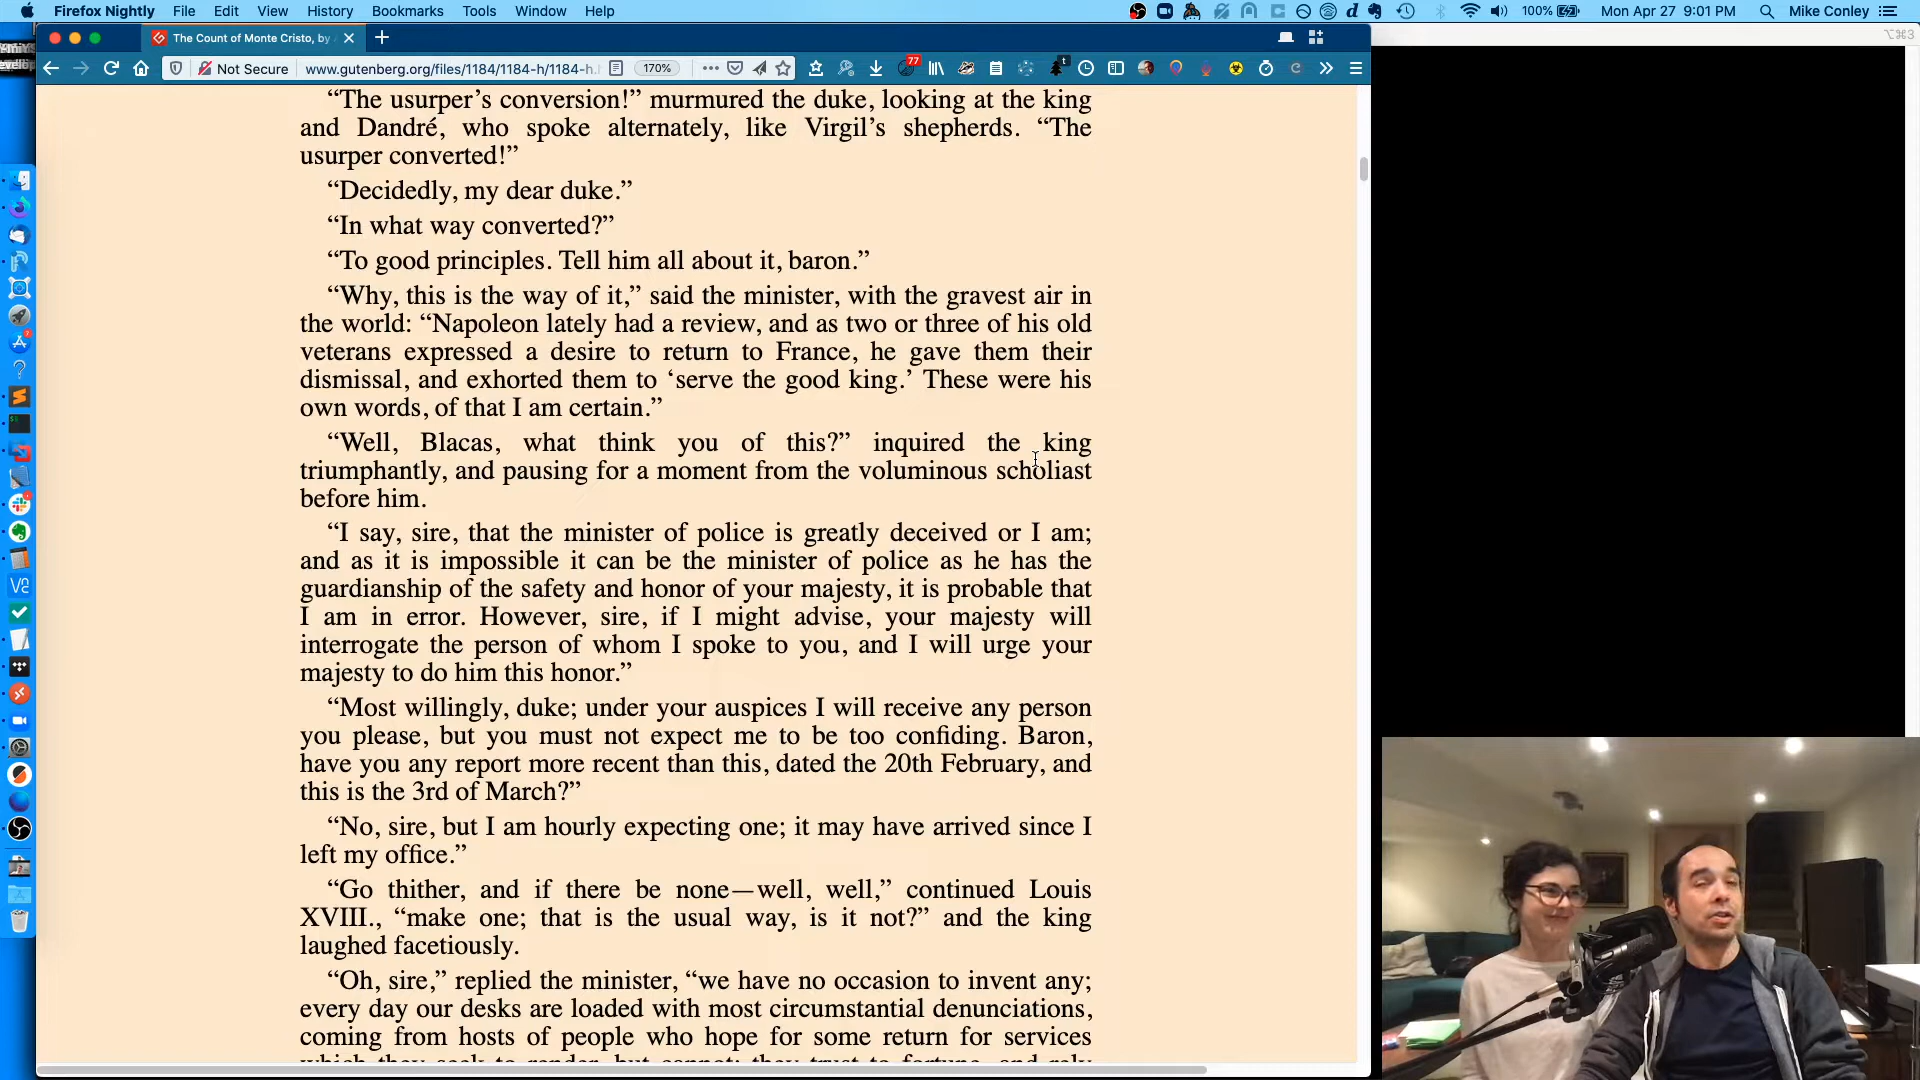 Firefox Nightly File Edit View History Bookmarks Tools Window Help 100% Mon Apr 27 9:01 PM Mike Conley
⌥⌘3
The Count of Monte Cristo, by
Not Secure www.gutenberg.org/files/1184/1184-h/1184-h. 170% 77
“The usurper’s conversion!” murmured the duke, looking at the king
and Dandré, who spoke alternately, like Virgil’s shepherds. “The
usurper converted!”
“Decidedly, my dear duke.”
“In what way converted?”
“To good principles. Tell him all about it, baron.”
“Why, this is the way of it,” said the minister, with the gravest air in
the world: “Napoleon lately had a review, and as two or three of his old
veterans expressed a desire to return to France, he gave them their
dismissal, and exhorted them to ‘serve the good king.’ These were his
own words, of that I am certain.”
“Well, Blacas, what think you of this?” inquired the king
triumphantly, and pausing for a moment from the voluminous scholiast
before him.
“I say, sire, that the minister of police is greatly deceived or I am;
and as it is impossible it can be the minister of police as he has the
guardianship of the safety and honor of your majesty, it is probable that
I am in error. However, sire, if I might advise, your majesty will
interrogate the person of whom I spoke to you, and I will urge your
majesty to do him this honor.”
“Most willingly, duke; under your auspices I will receive any person
you please, but you must not expect me to be too confiding. Baron,
have you any report more recent than this, dated the 20th February, and
this is the 3rd of March?”
“No, sire, but I am hourly expecting one; it may have arrived since I
left my office.”
“Go thither, and if there be none—well, well,” continued Louis
XVIII., “make one; that is the usual way, is it not?” and the king
laughed facetiously.
“Oh, sire,” replied the minister, “we have no occasion to invent any;
every day our desks are loaded with most circumstantial denunciations,
coming from hosts of people who hope for some return for services
which they seek to render, but cannot; they trust to fortune, and rely